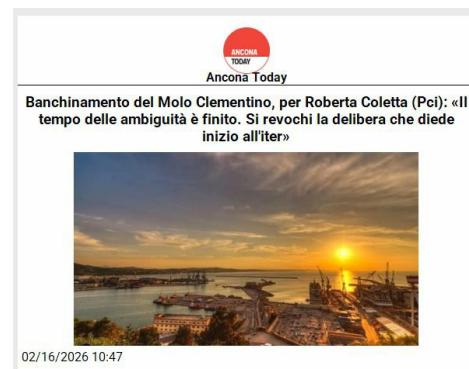 ANCONA
TODAY
Ancona Today
Banchinamento del Molo Clementino, per Roberta Coletta (Pci): «Il
tempo delle ambiguità è finito. Si revochi la delibera che diede
inizio all'iter»
02/16/2026 10:47